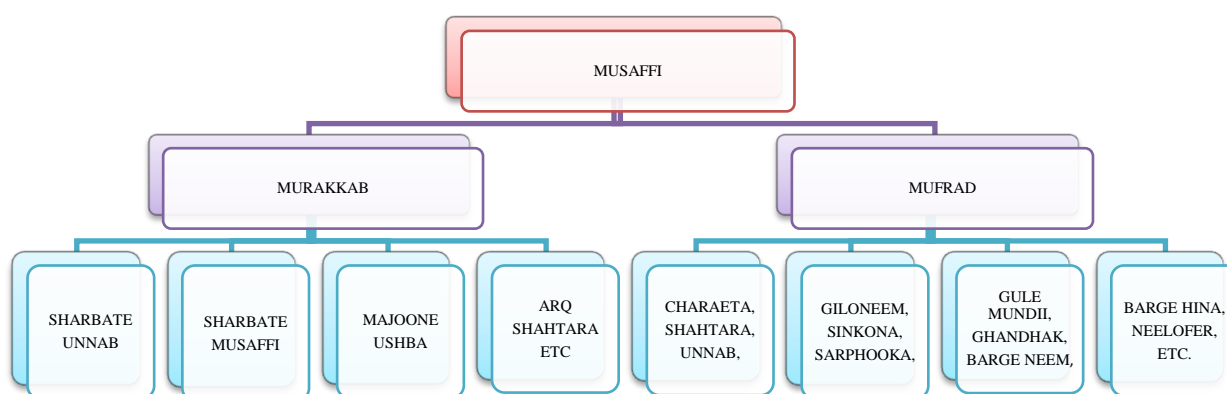 MUSAFFI
MURAKKAB
MUFRAD
SHARBATE
UNNAB
SHARBATE
MUSAFFI
MAJOONE
USHBA
ARQ
SHAHTARA
ETC
CHARAETA,
SHAHTARA,
UNNAB,
GILONEEM,
SINKONA,
SARPHOOKA,
GULE
MUNDII,
GHANDHAK,
BARGE NEEM,
BARGE HINA,
NEELOFER,
ETC.